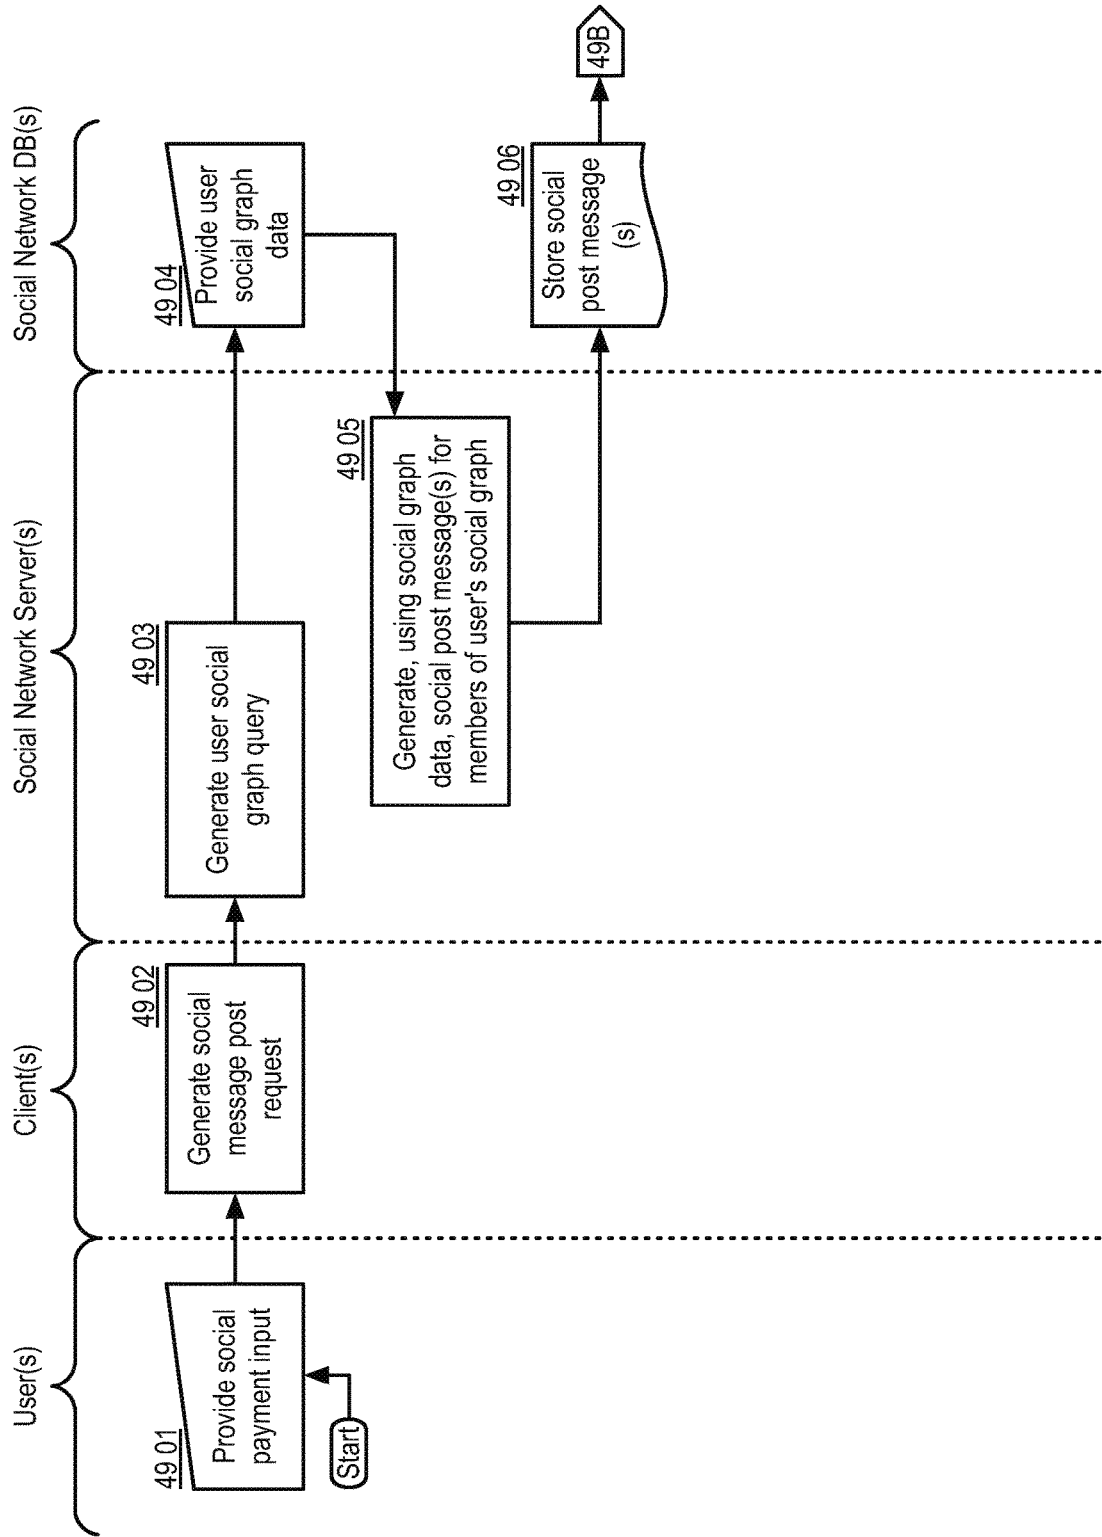 User(s)
Client(s)
Social Network Server(s)
Social Network DB(s)
49 01
Provide social
payment input
Start
49 02
Generate social
message post
request
49 03
Generate user social
graph query
49 04
Provide user
social graph
data
49 05
Generate, using social graph
data, social post message(s) for
members of user's social graph
49 06
Store social
post message
(s)
49B